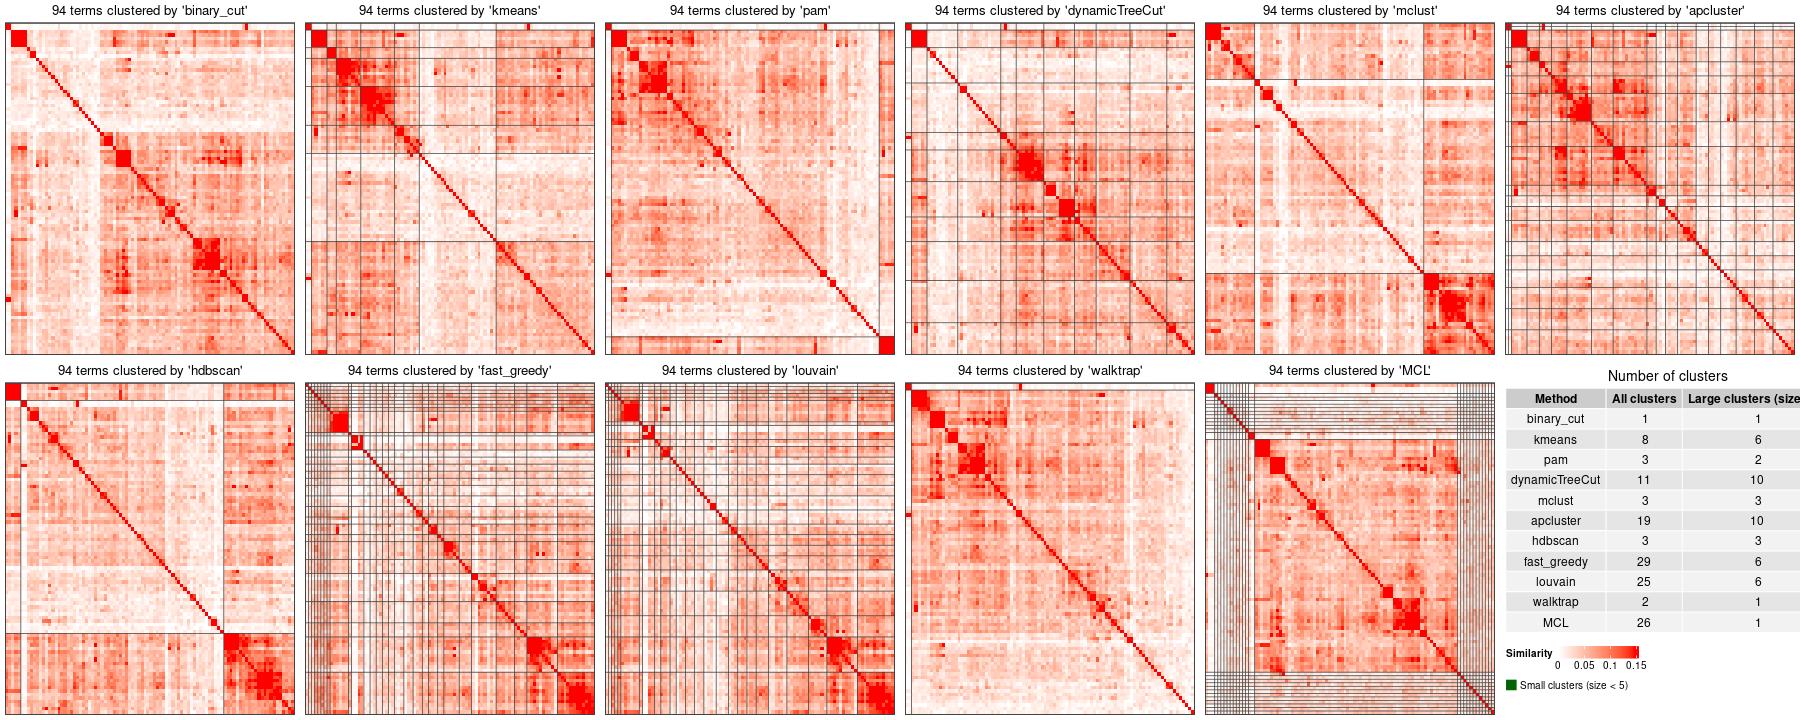 94 terms clustered by 'binary_cut'
94 terms clustered by 'kmeans'
94 terms clustered by 'pam'
94 terms clustered by 'dynamicTreeCut'
94 terms clustered by 'mclust'
94 terms clustered by 'apcluster'
94 terms clustered by 'hdbscan'
94 terms clustered by 'fast_greedy'
94 terms clustered by 'louvain'
94 terms clustered by 'walktrap'
94 terms clustered by 'MCL'
Number of clusters
Method All clusters Large clusters (size
binary_cut 1 1
kmeans 8 6
pam 3 2
dynamicTreeCut 11 10
mclust 3 3
apcluster 19 10
hdbscan 3 3
fast_greedy 29 6
louvain 25 6
walktrap 2 1
MCL 26 1
Similarity
0 0.05 0.1 0.15
Small clusters (size < 5)